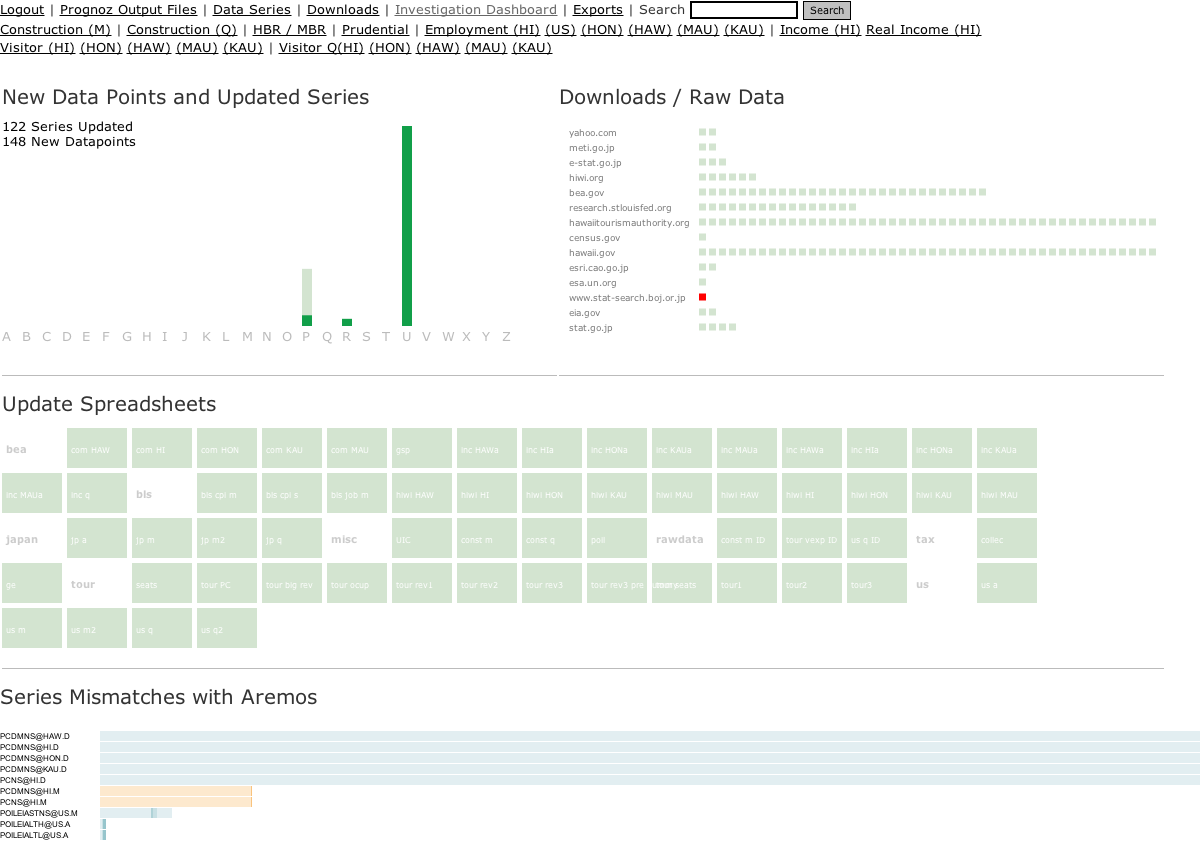 Logout | Prognoz Output Files | Data Series | Downloads | Investigation Dashboard | Exports | Search Search
Construction (M) | Construction (Q) | HBR / MBR | Prudential | Employment (HI) (US) (HON) (HAW) (MAU) (KAU) | Income (HI) Real Income (HI)
Visitor (HI) (HON) (HAW) (MAU) (KAU) | Visitor Q(HI) (HON) (HAW) (MAU) (KAU)
New Data Points and Updated Series
122 Series Updated
148 New Datapoints
A B C D E F G H I J K L M N O P Q R S T U V W X Y Z
Downloads / Raw Data
yahoo.com
meti.go.jp
e-stat.go.jp
hiwi.org
bea.gov
research.stlouisfed.org
hawaiitourismauthority.org
census.gov
hawaii.gov
esri.cao.go.jp
esa.un.org
www.stat-search.boj.or.jp
eia.gov
stat.go.jp
Update Spreadsheets
bea com HAW com HI com HON com KAU com MAU gsp inc HAWa inc HIa inc HONa inc KAUa inc MAUa inc HAWa inc HIa inc HONa inc KAUa
inc MAUa inc q bls bls cpi m bls cpi s bls job m hiwi HAW hiwi HI hiwi HON hiwi KAU hiwi MAU hiwi HAW hiwi HI hiwi HON hiwi KAU hiwi MAU
japan jp a jp m jp m2 jp q misc UIC const m const q poli rawdata const m ID tour vexp ID us q ID tax collec
ge tour seats tour PC tour big rev tour ocup tour rev1 tour rev2 tour rev3 tour rev3 pre tour seats tour1 tour2 tour3 us us a
us m us m2 us q us q2
Series Mismatches with Aremos
PCDMNS@HAW.D
PCDMNS@HI.D
PCDMNS@HON.D
PCDMNS@KAU.D
PCNS@HI.D
PCDMNS@HI.M
PCNS@HI.M
POILEIASTNS@US.M
POILEIALTH@US.A
POILEIALTL@US.A